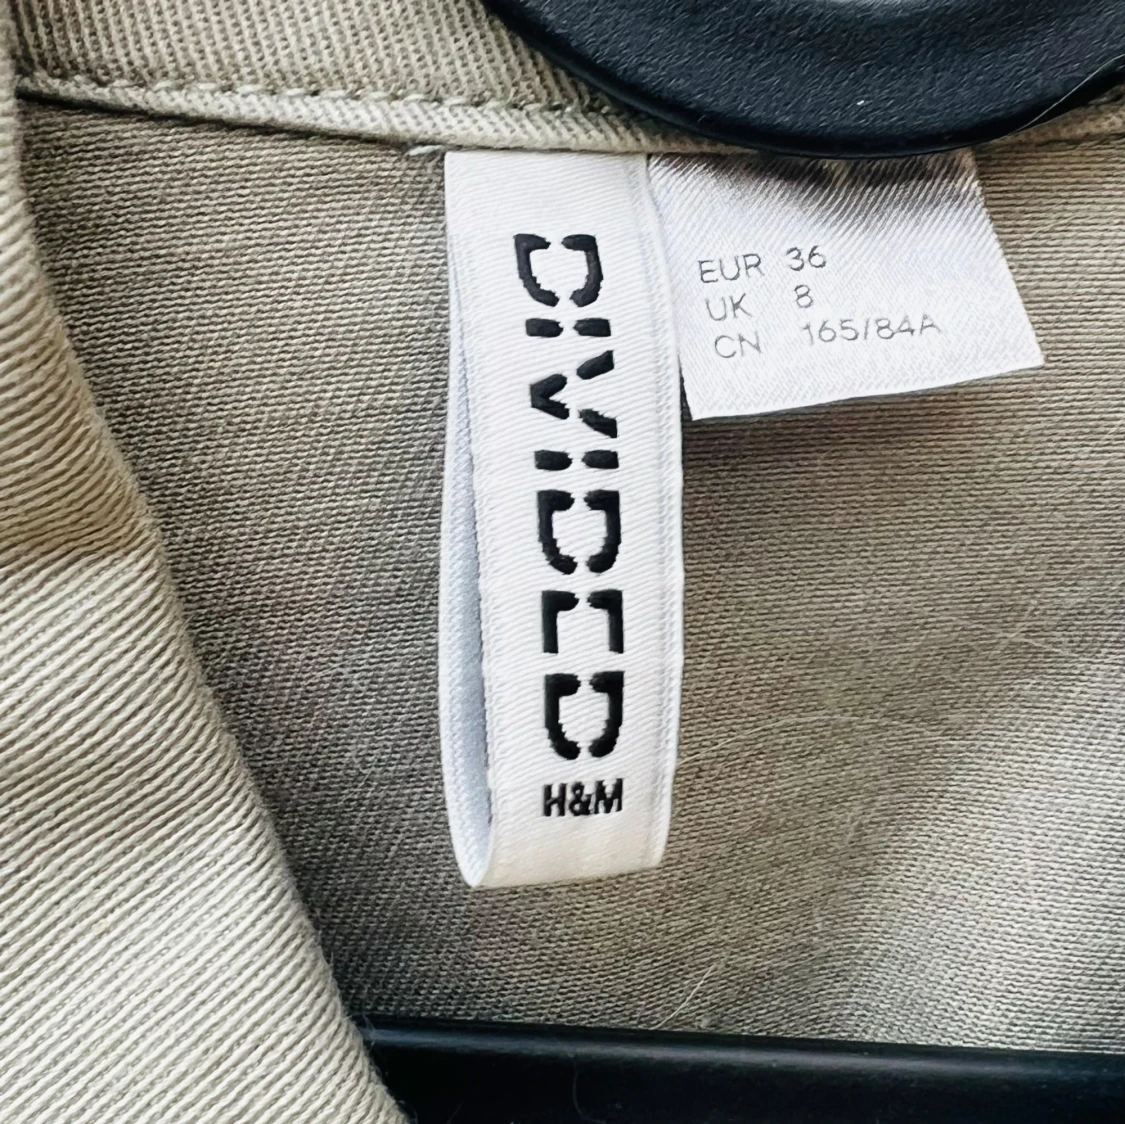 DIVIDED
H&M
EUR 36
UK 8
CN 165/84A